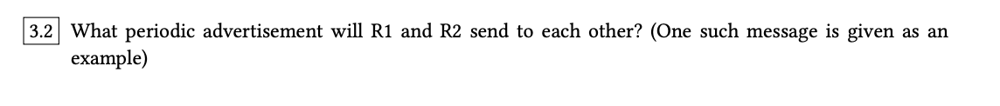 3.2 What periodic advertisement will R1 and R2 send to each other? (One such message is given as an
example)